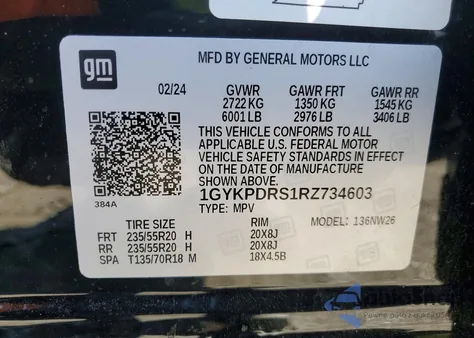 gm
MFD BY GENERAL MOTORS LLC
02/24 GVWR GAWR FRT GAWR RR
2722 KG 1350 KG 1545 KG
6001 LB 2976 LB 3406 LB
THIS VEHICLE CONFORMS TO ALL
APPLICABLE U.S. FEDERAL MOTOR
VEHICLE SAFETY STANDARDS IN EFFECT
ON THE DATE OF MANUFACTURE
SHOWN ABOVE.
384A
1GYKPDRS1RZ734603
TYPE: MPV MODEL: 136NW26
TIRE SIZE RIM
FRT 235/55R20 H 20X8J
RR 235/55R20 H 20X8J
SPA T135/70R18 M 18X4.5B